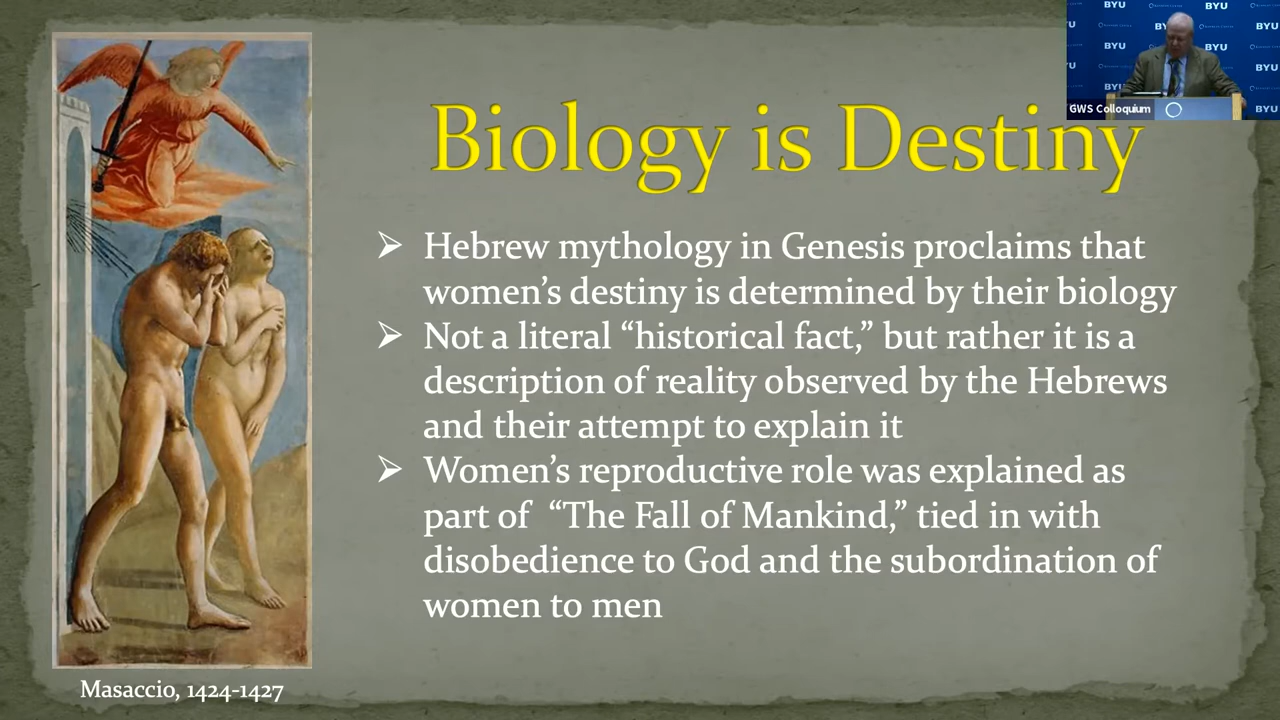 BYU BYU
BYU
BYU BYU
BYU
BYU
GWS Colloquium
BYU
Biology is Destiny
➢ Hebrew mythology in Genesis proclaims that
women’s destiny is determined by their biology
➢ Not a literal “historical fact,” but rather it is a
description of reality observed by the Hebrews
and their attempt to explain it
➢ Women’s reproductive role was explained as
part of “The Fall of Mankind,” tied in with
disobedience to God and the subordination of
women to men
Masaccio, 1424-1427